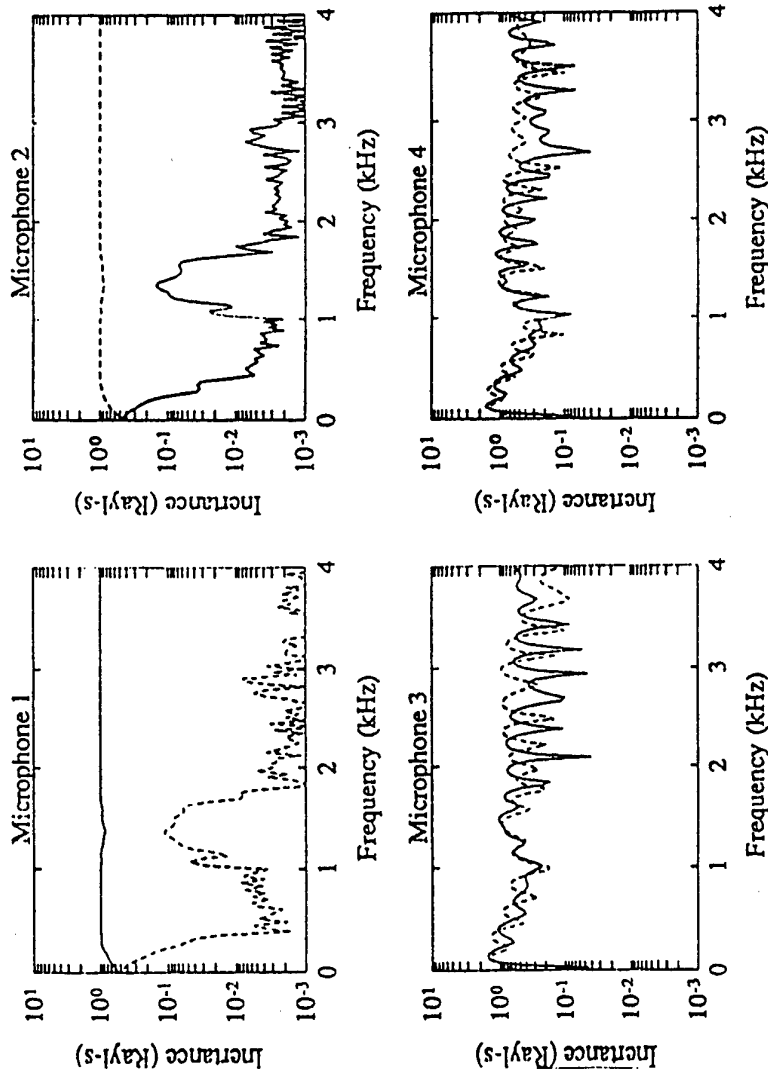 Microphone 1
10¹
10⁰
10⁻¹
10⁻²
10⁻³
Inertance (Rayl-s)
0 1 2 3 4
Frequency (kHz)
Microphone 2
10¹
10⁰
10⁻¹
10⁻²
10⁻³
Inertance (Rayl-s)
0 1 2 3 4
Frequency (kHz)
Microphone 3
10¹
10⁰
10⁻¹
10⁻²
10⁻³
Inertance (Rayl-s)
0 1 2 3 4
Frequency (kHz)
Microphone 4
10¹
10⁰
10⁻¹
10⁻²
10⁻³
Inertance (Rayl-s)
0 1 2 3 4
Frequency (kHz)